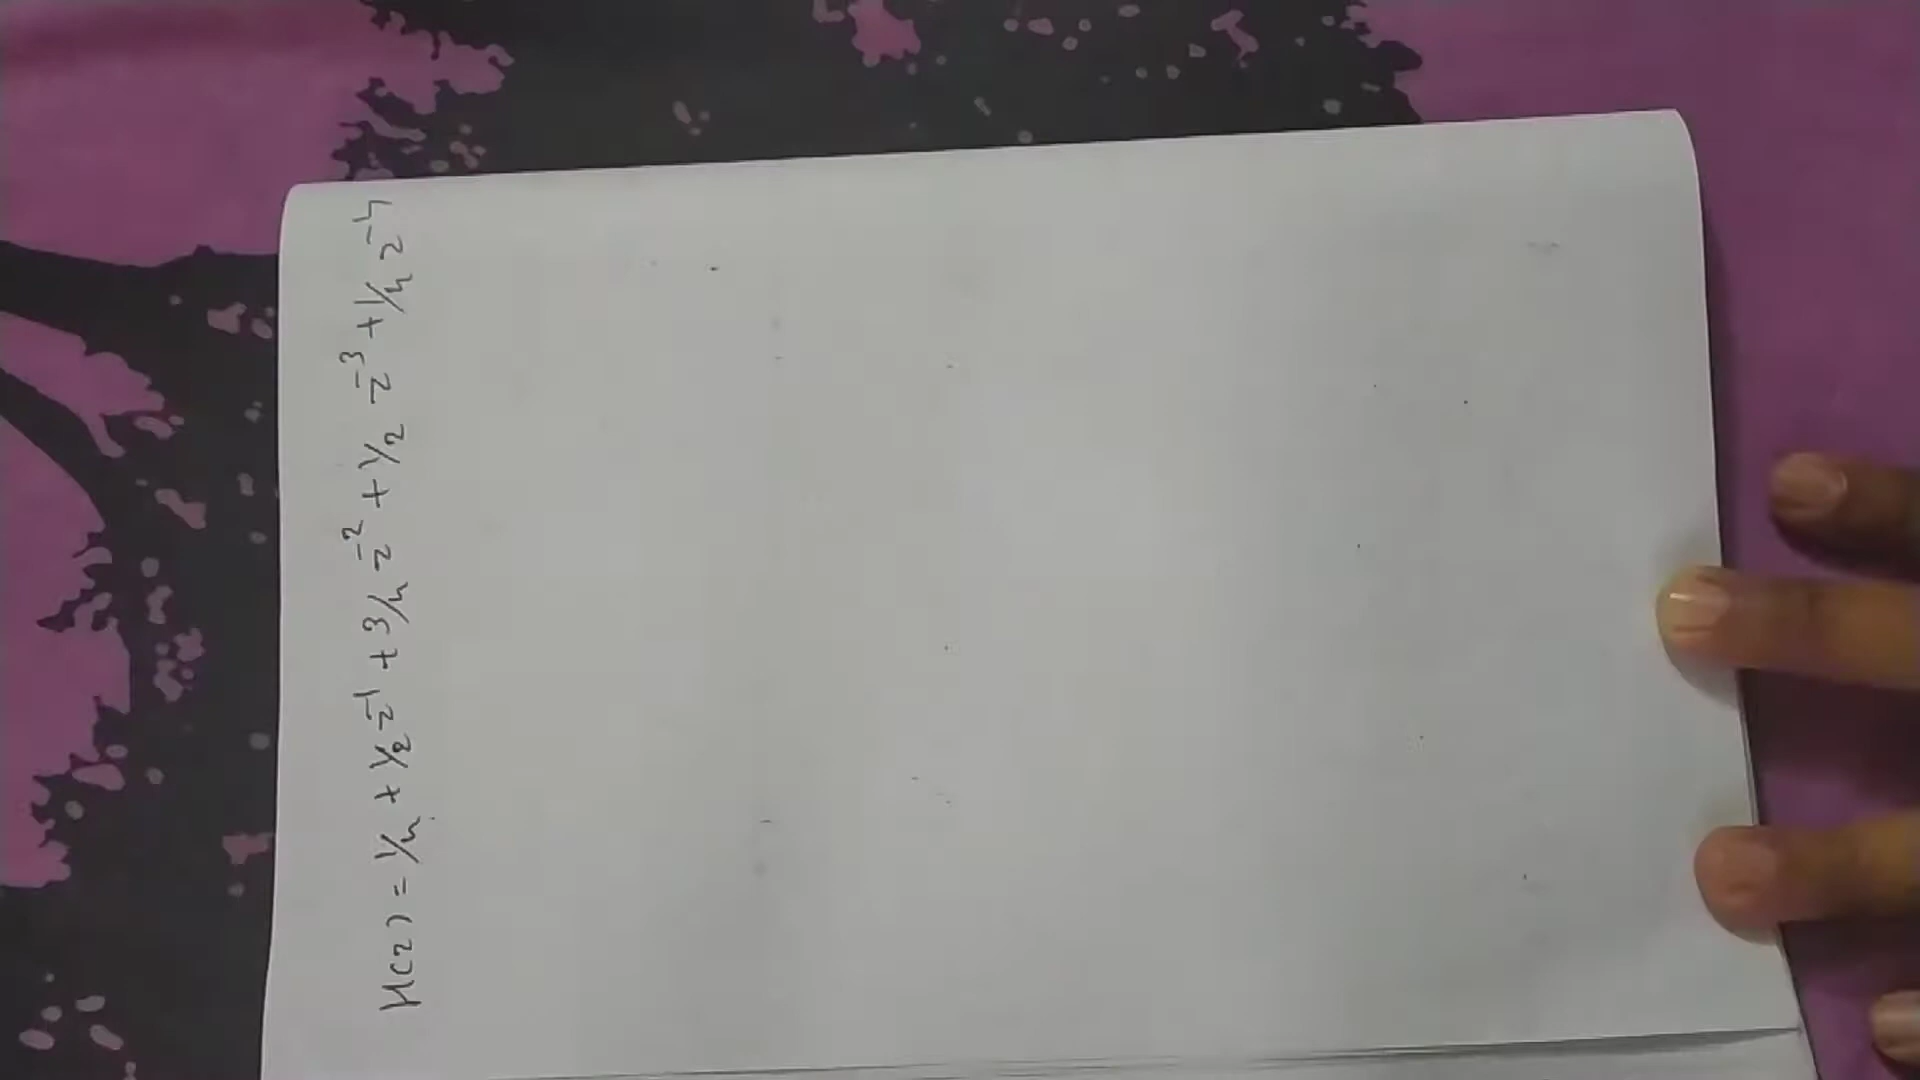 H(z) = 1/4 + 1/2 z⁻¹ + 3/4 z⁻² + 1/2 z⁻³ + 1/4 z⁻⁴